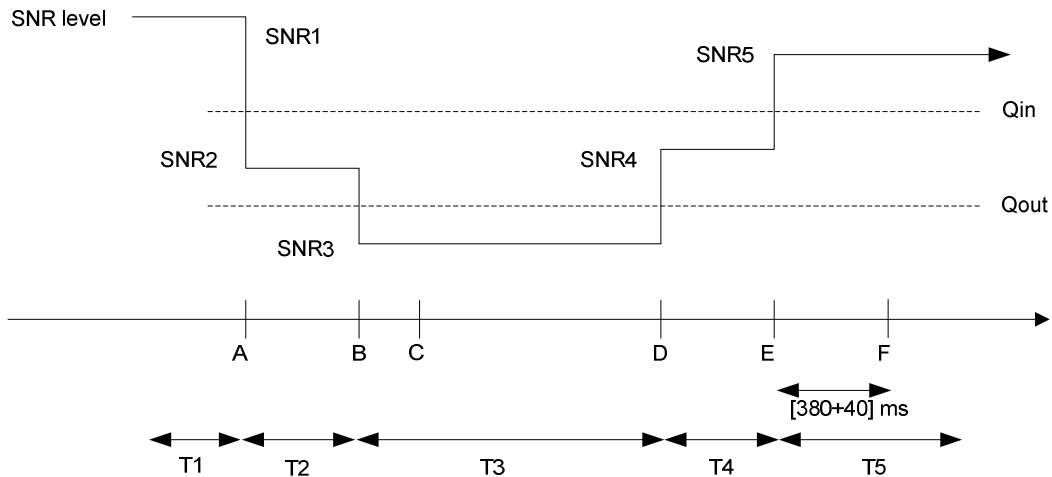 SNR level
SNR1
SNR5
Qin
SNR2
SNR4
Qout
SNR3
A
B
C
D
E
F
[380+40] ms
T1
T2
T3
T4
T5